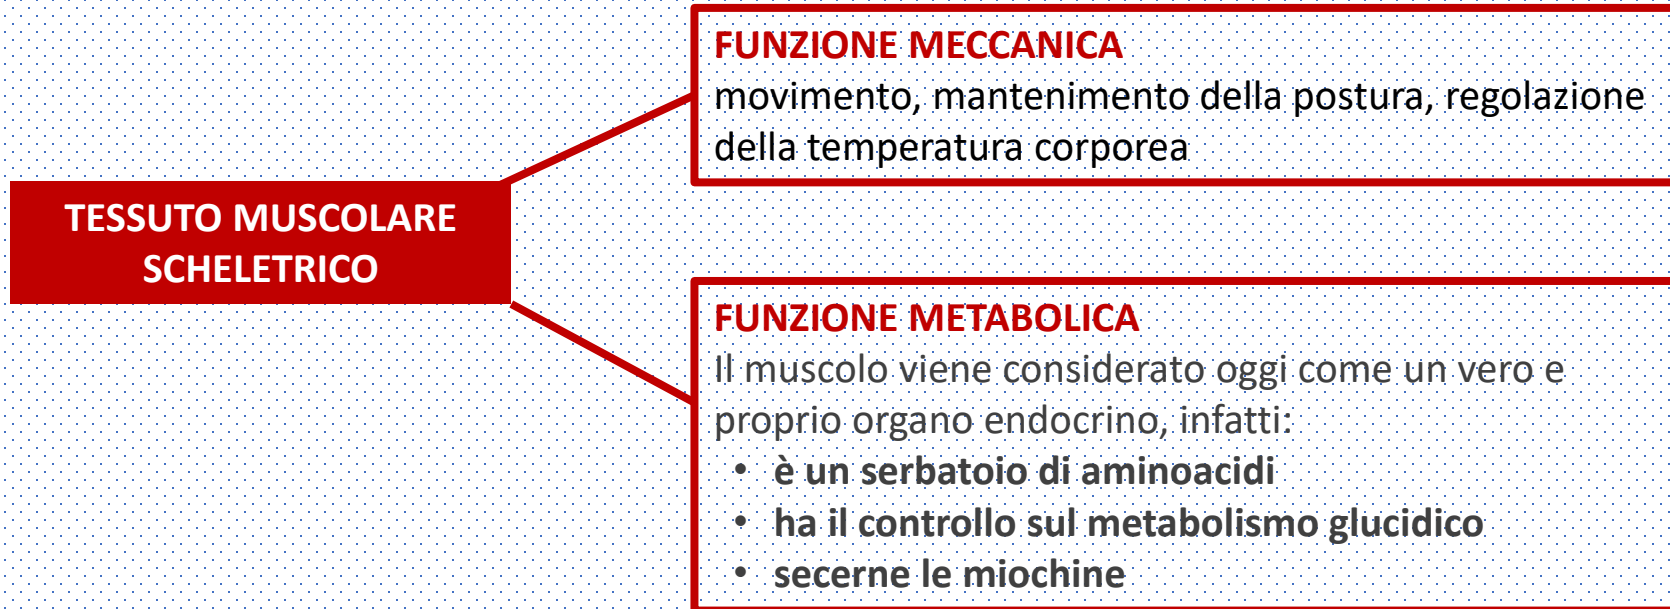 FUNZIONE MECCANICA
movimento, mantenimento della postura, regolazione
della temperatura corporea
TESSUTO MUSCOLARE
SCHELETRICO
FUNZIONE METABOLICA
Il muscolo viene considerato oggi come un vero e
proprio organo endocrino, infatti:
• è un serbatoio di aminoacidi
• ha il controllo sul metabolismo glucidico
• secerne le miochine